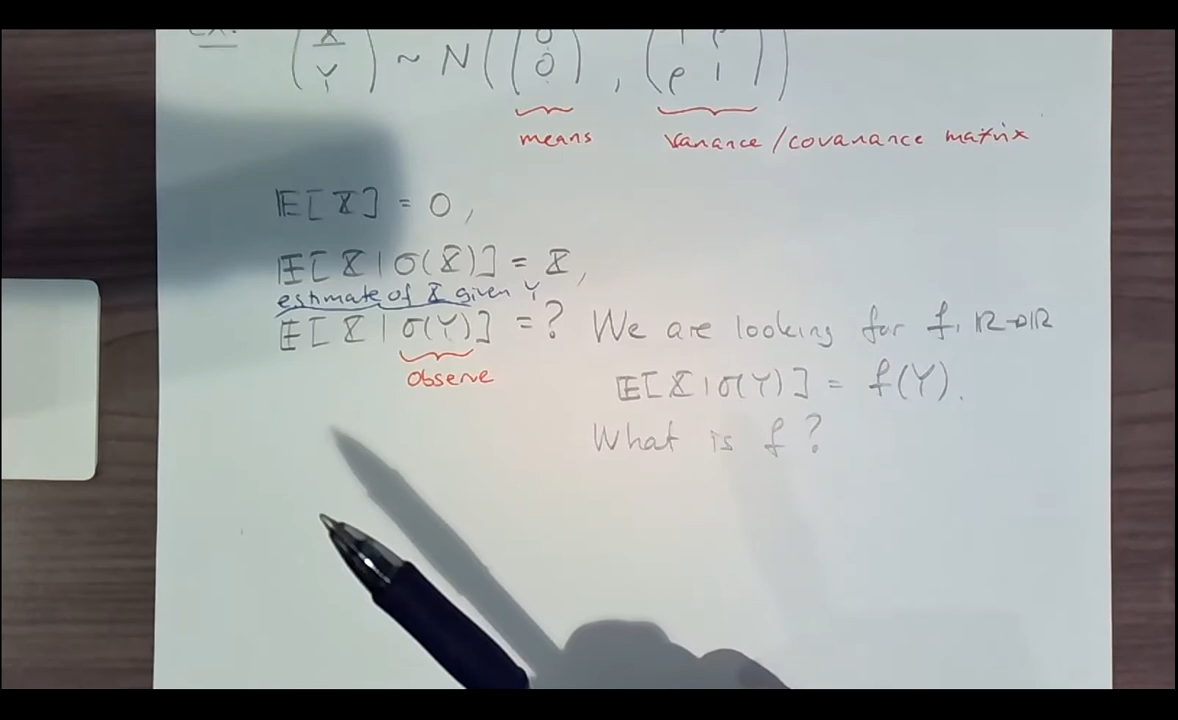 Ex:
(X Y) ~ N((0 0), (1 ρ ρ 1))
means
Variance/covariance matrix
E[X] = 0,
E[X|σ(X)] = X,
estimate of X given Y
E[X|σ(Y)] = ? We are looking for f: R→R
observe
E[X|σ(Y)] = f(Y).
What is f?